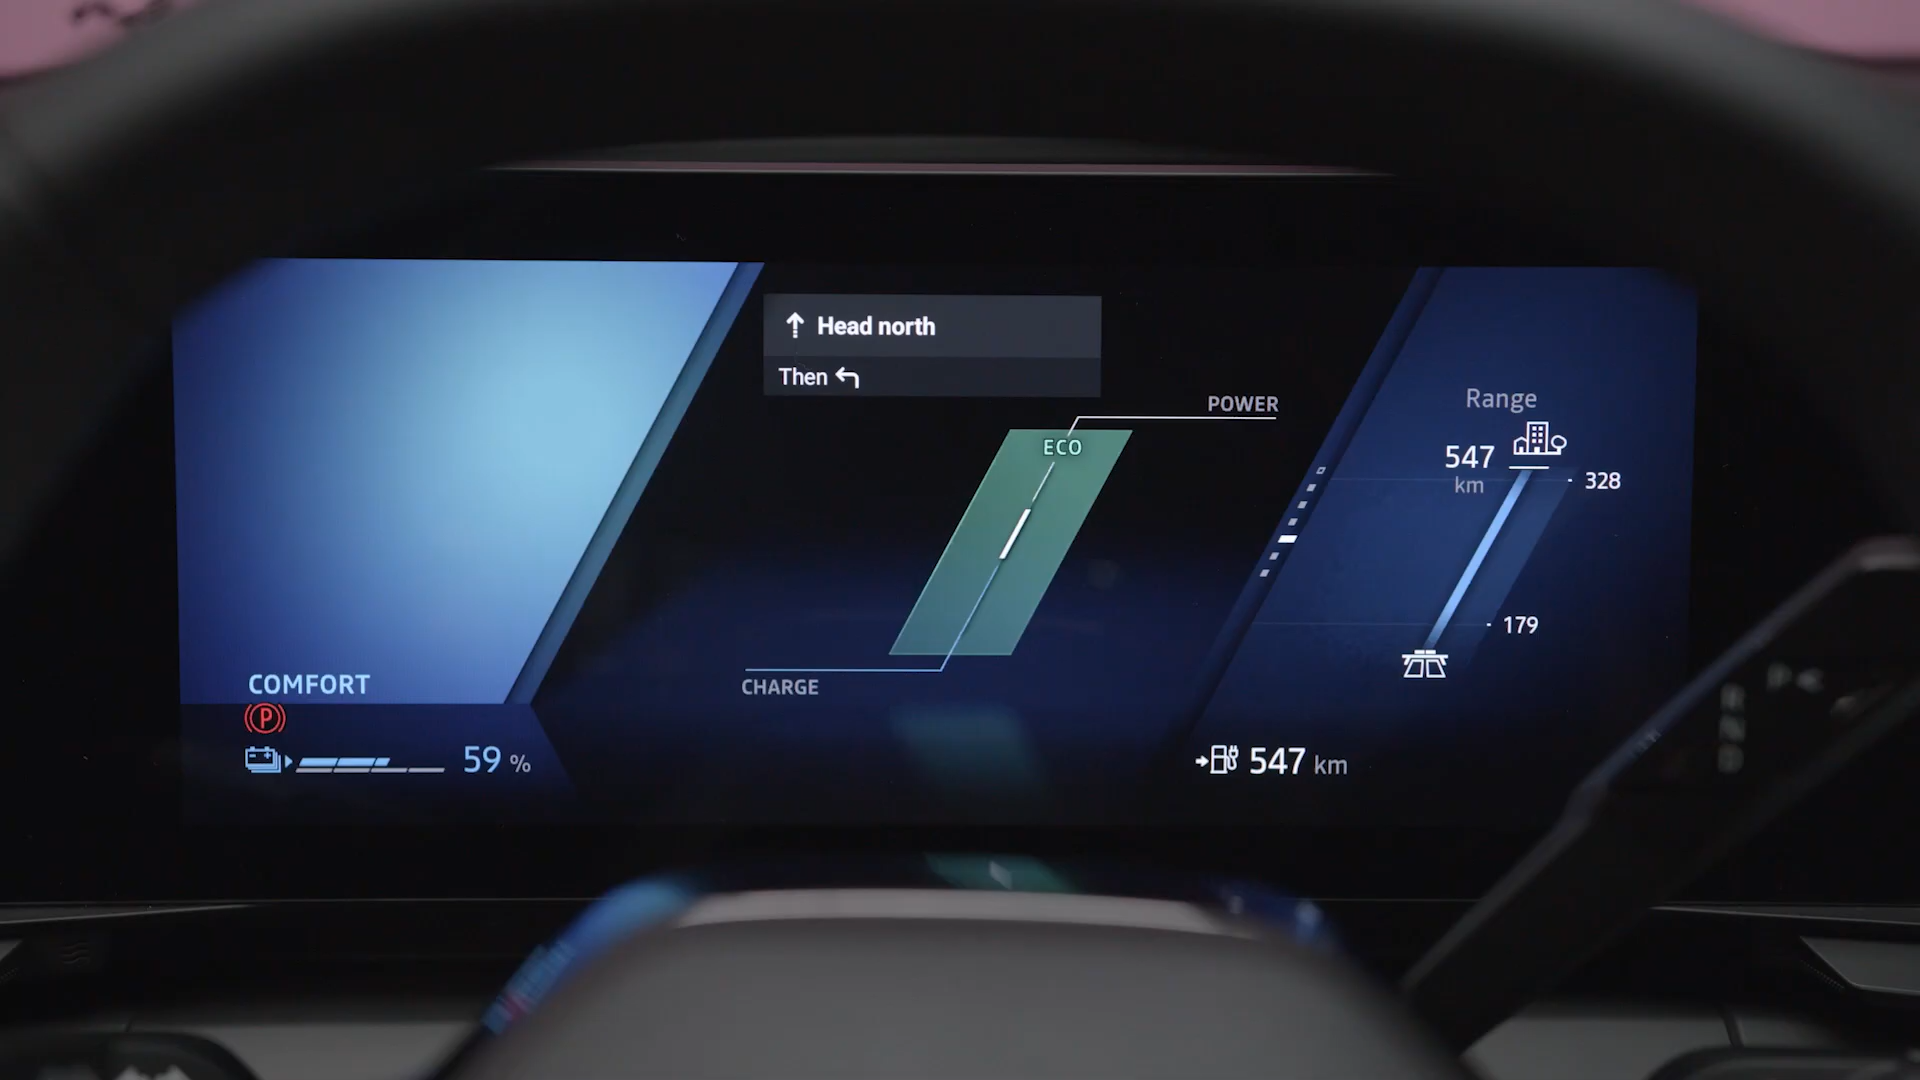 Head north
Then
POWER
ECO
CHARGE
Range
547
km
328
179
COMFORT
P
59 %
547 km
P
R
N
D